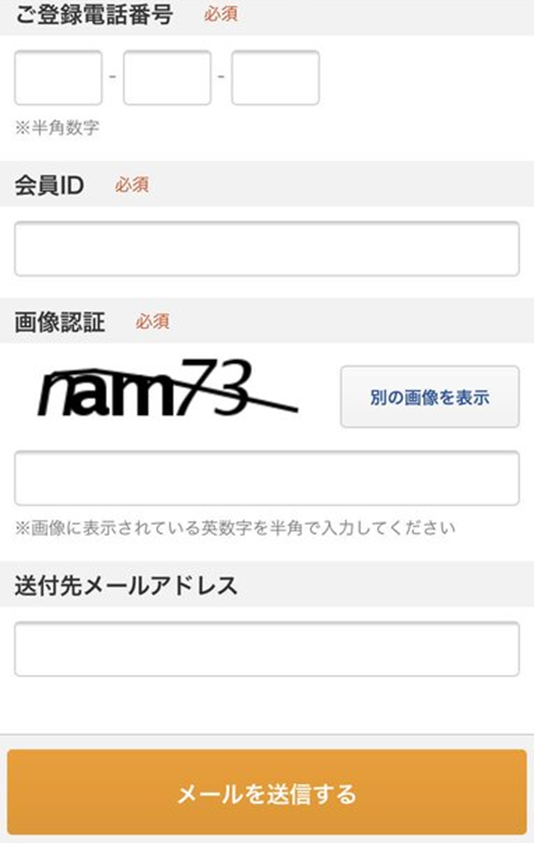 ご登録電話番号 必須
- -
※半角数字
会員ID 必須
画像認証 必須
nam73 別の画像を表示
※画像に表示されている英数字を半角で入力してください
送付先メールアドレス
メールを送信する